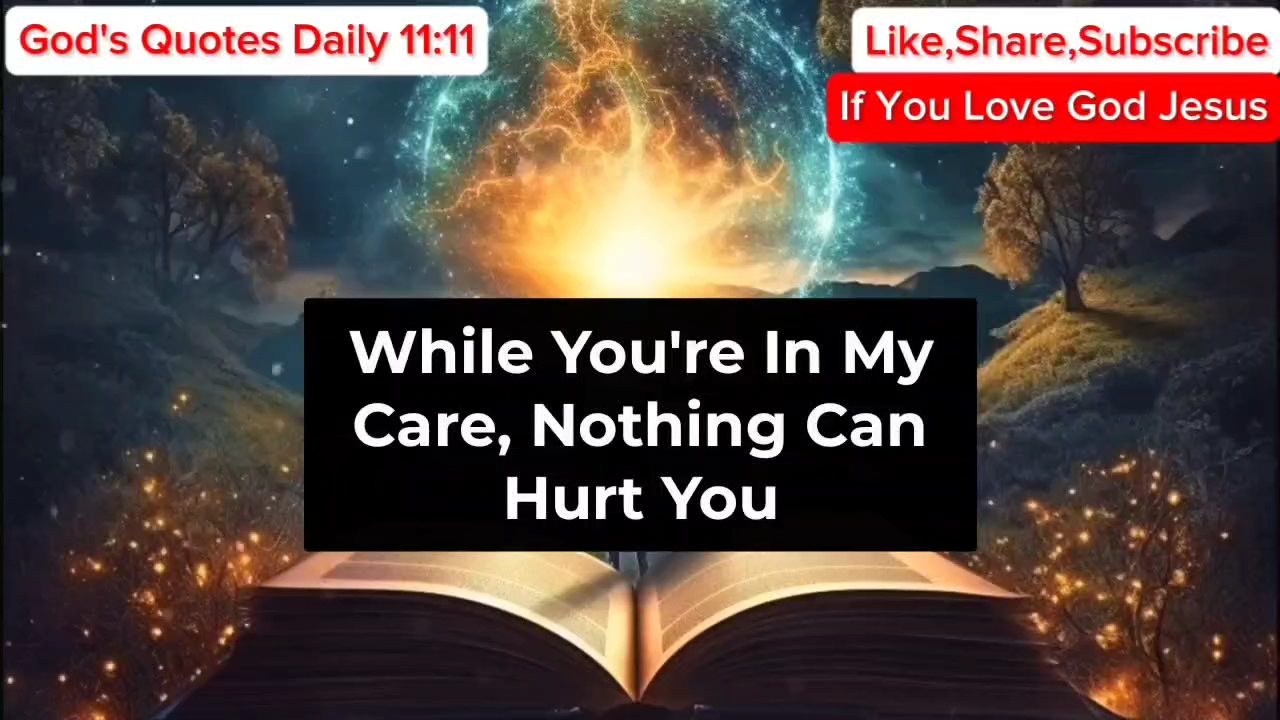 God's Quotes Daily 11:11
Like,Share,Subscribe
If You Love God Jesus
While You're In My
Care, Nothing Can
Hurt You